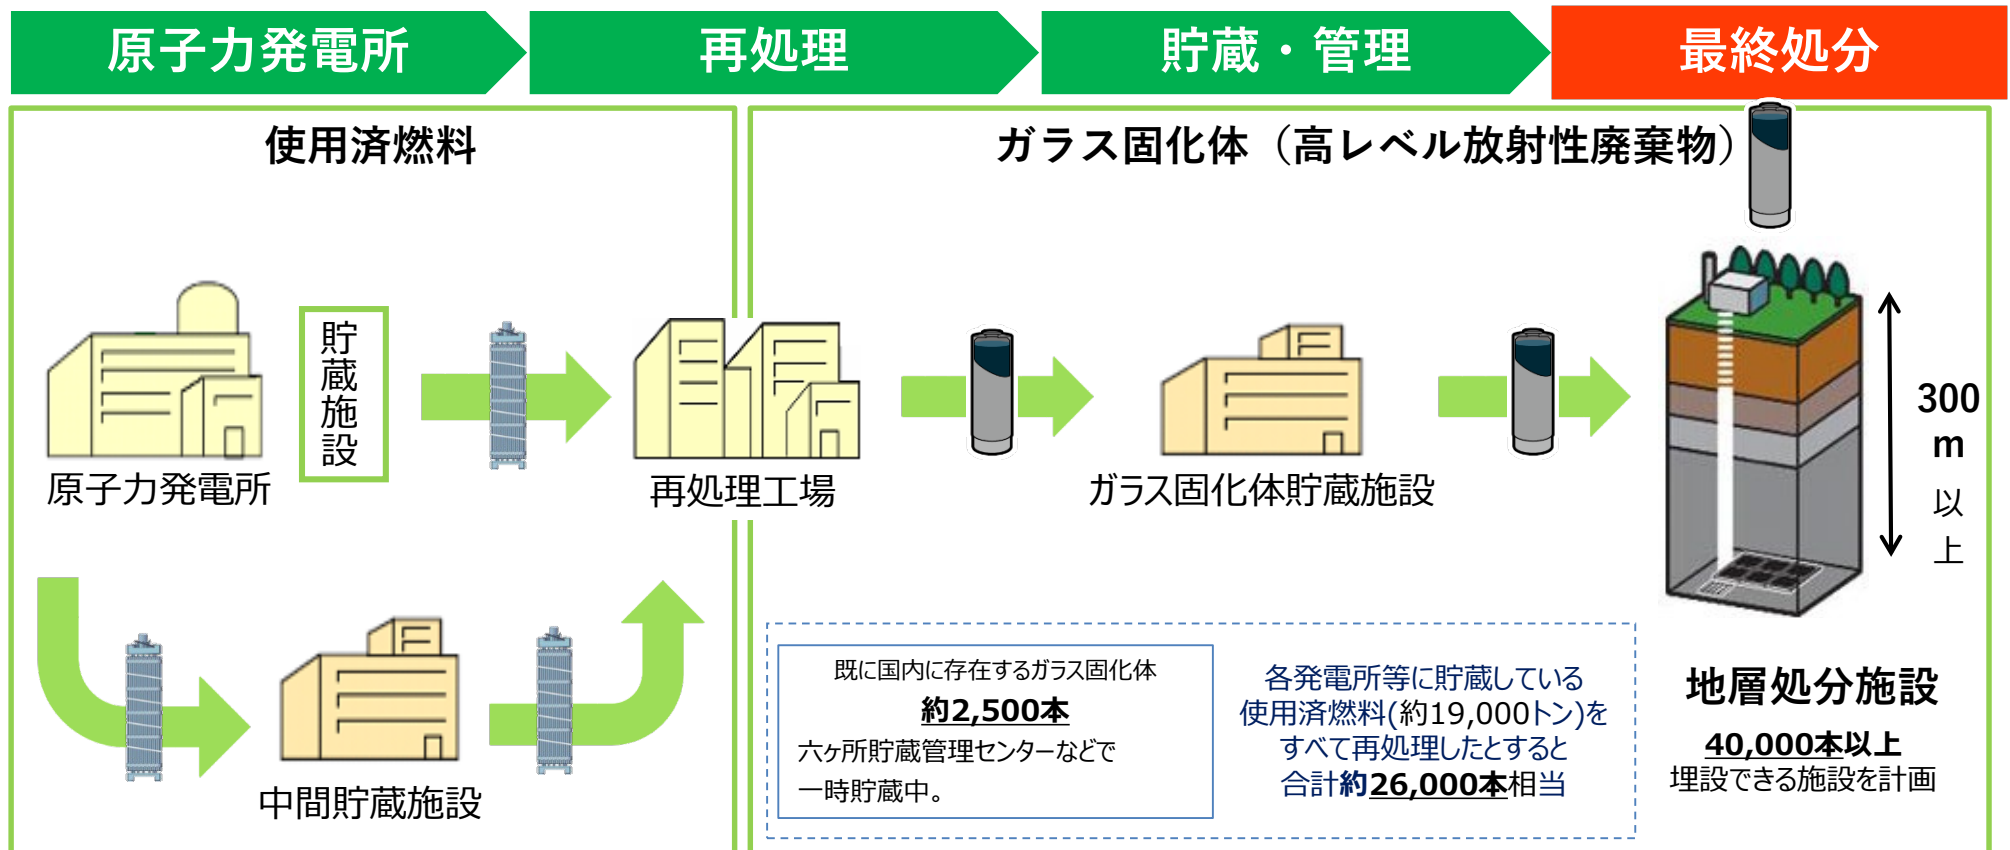 原子力発電所
再処理
貯蔵・管理
最終処分
使用済燃料
ガラス固化体（高レベル放射性廃棄物）
原子力発電所
貯蔵施設
再処理工場
ガラス固化体貯蔵施設
300
m
以
上
中間貯蔵施設
既に国内に存在するガラス固化体
約2,500本
六ヶ所貯蔵管理センターなどで
一時貯蔵中。
各発電所等に貯蔵している
使用済燃料(約19,000トン)を
すべて再処理したとすると
合計約26,000本相当
地層処分施設
40,000本以上
埋設できる施設を計画